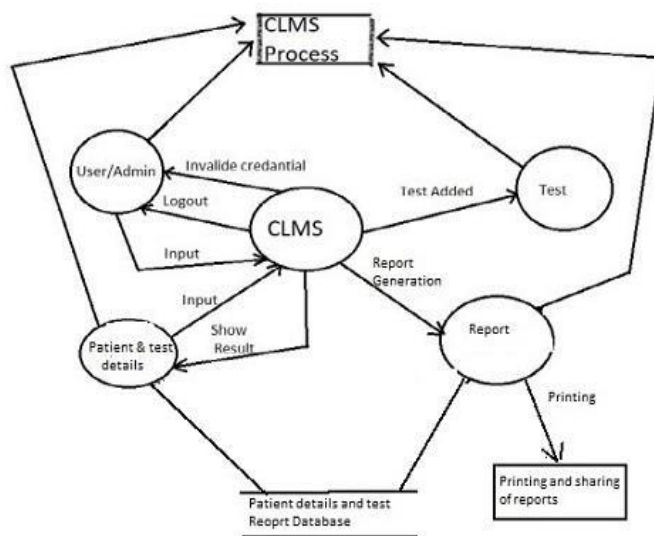 CLMS
Process
User/Admin
Invalide credantial
Logout
Test Added
Test
CLMS
Input
Report
Generation
Input
Show
Result
Patient & test
details
Report
Printing
Patient details and test
Reoprt Database
Printing and sharing
of reports